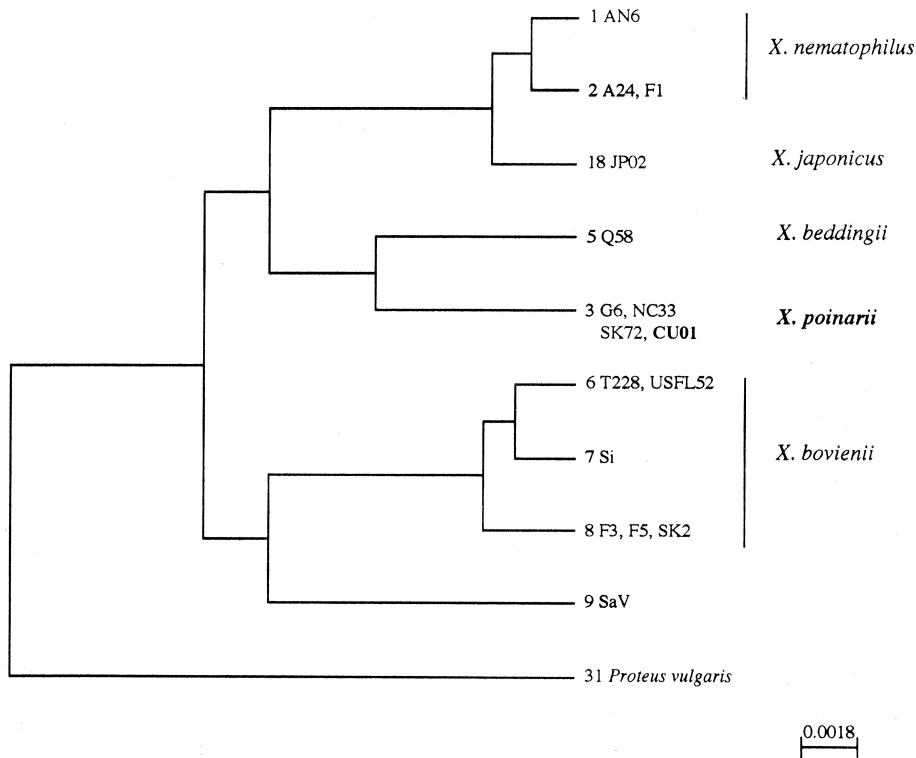 1 AN6
X. nematophilus
2 A24, F1
18 JP02
X. japonicus
5 Q58
X. beddingii
3 G6, NC33
SK72, CU01
X. poinarii
6 T228, USFL52
7 Si
X. bovienii
8 F3, F5, SK2
9 SaV
31 Proteus vulgaris
0.0018